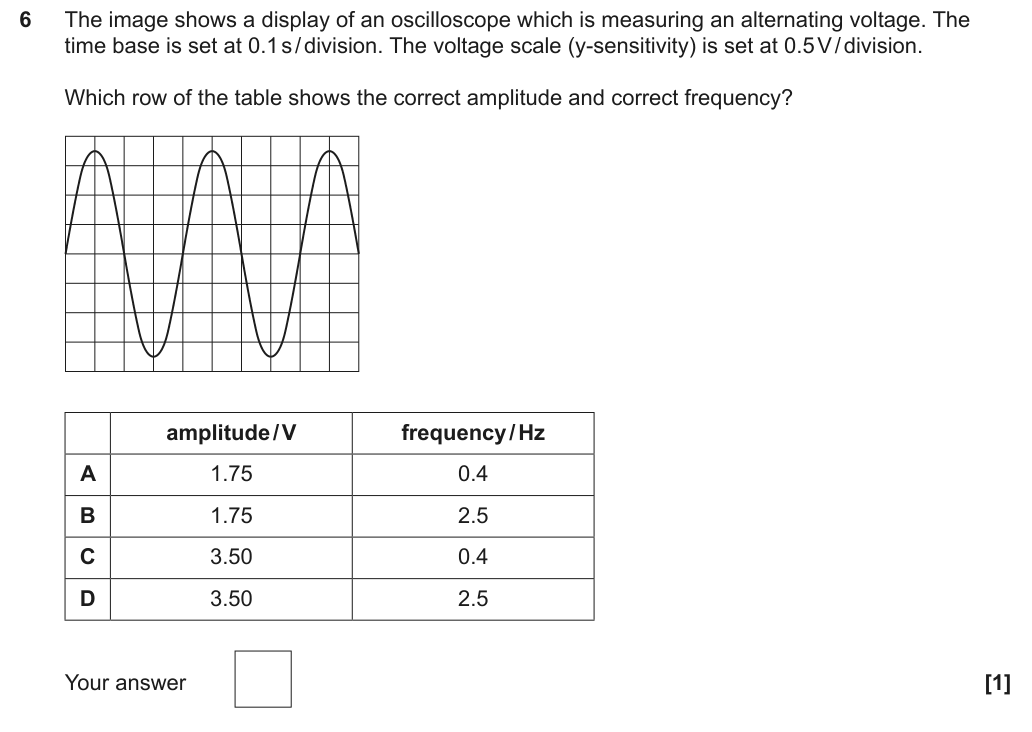 6 The image shows a display of an oscilloscope which is measuring an alternating voltage. The
time base is set at 0.1 s / division. The voltage scale (y-sensitivity) is set at 0.5 V / division.
Which row of the table shows the correct amplitude and correct frequency?
amplitude / V frequency / Hz
A 1.75 0.4
B 1.75 2.5
C 3.50 0.4
D 3.50 2.5
Your answer [1]